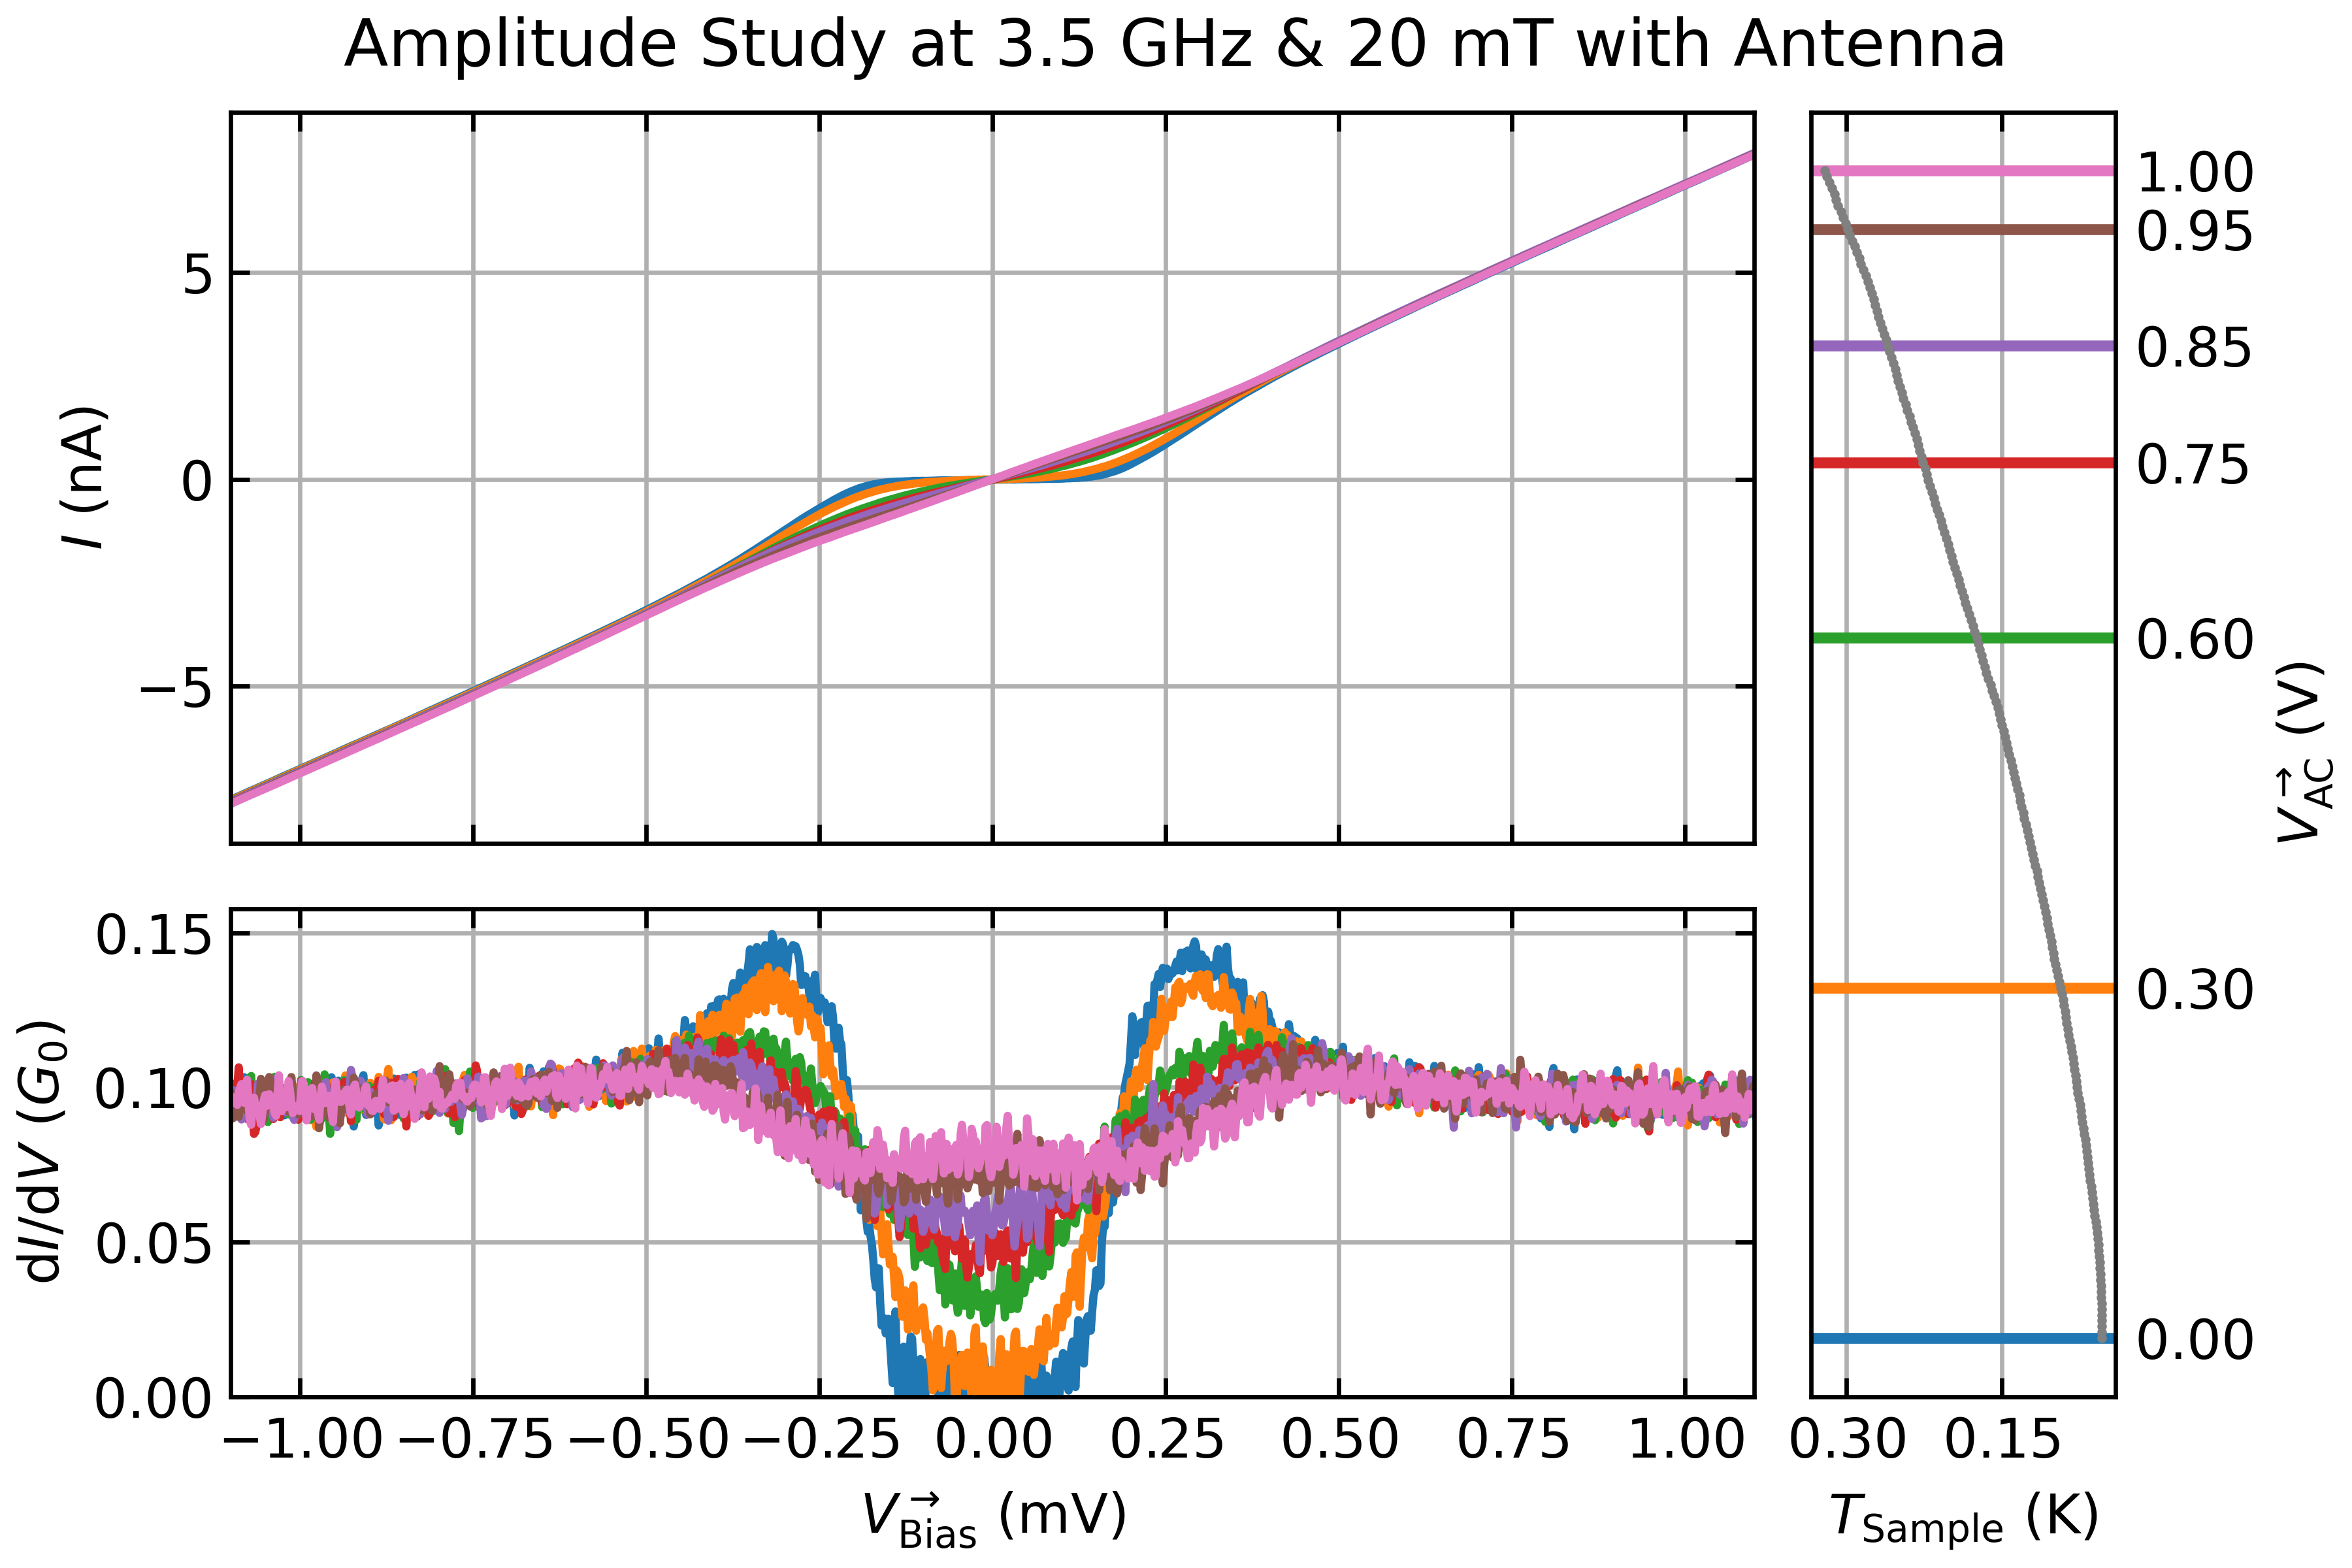 Amplitude Study at 3.5 GHz & 20 mT with Antenna
I (nA)
5
0
−5
dI/dV (G₀)
0.15
0.10
0.05
0.00
−1.00 −0.75 −0.50 −0.25 0.00 0.25 0.50 0.75 1.00
V→Bias (mV)
0.30 0.15
TSample (K)
1.00
0.95
0.85
0.75
0.60
0.30
0.00
V→AC (V)